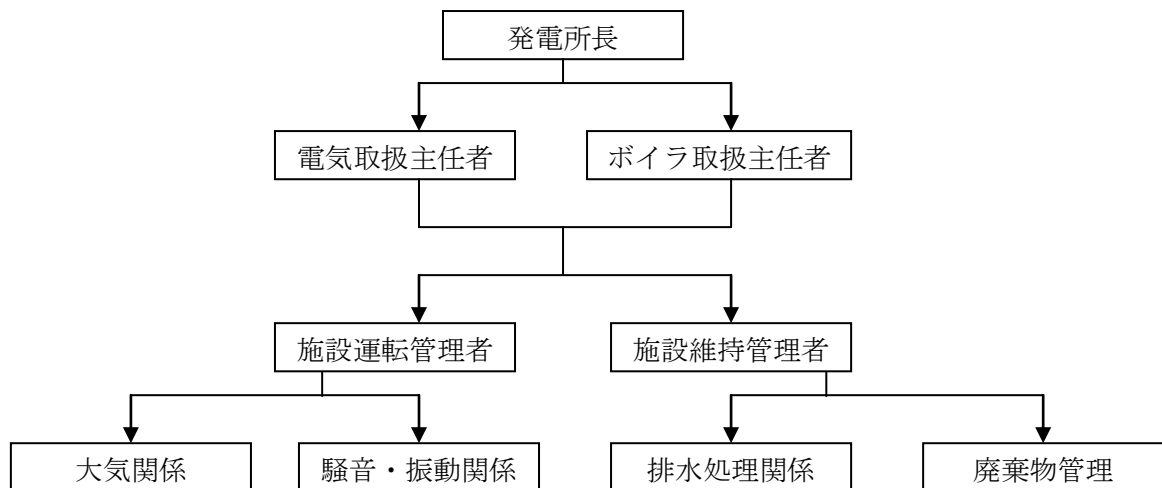 発電所長
電気取扱主任者
ボイラ取扱主任者
施設運転管理者
施設維持管理者
大気関係
騒音・振動関係
排水処理関係
廃棄物管理